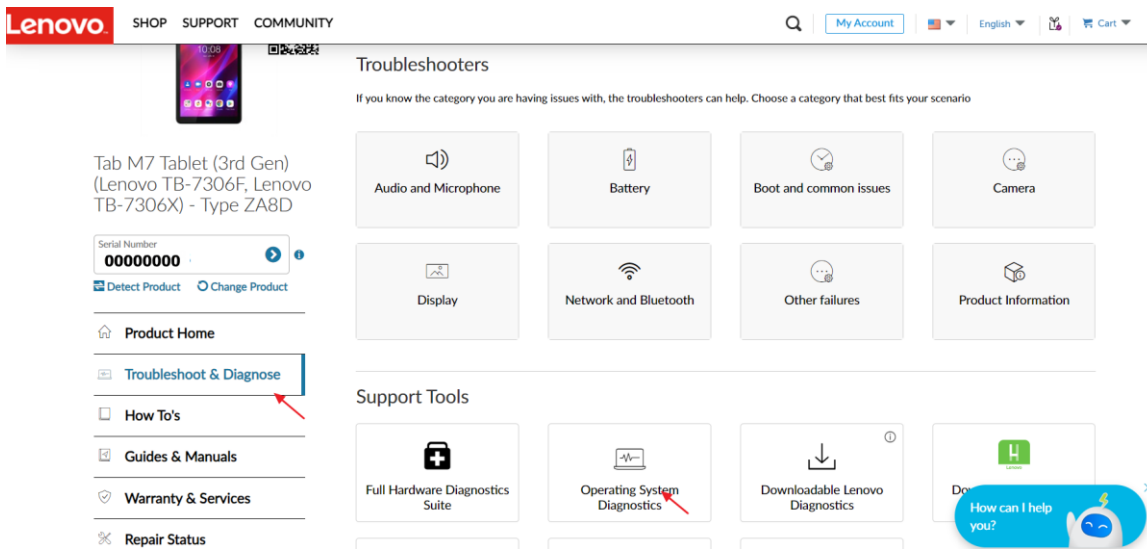 Lenovo
SHOP SUPPORT COMMUNITY
My Account
English
Cart
10:08
Troubleshooters
If you know the category you are having issues with, the troubleshooters can help. Choose a category that best fits your scenario
Tab M7 Tablet (3rd Gen)
(Lenovo TB-7306F, Lenovo
TB-7306X) - Type ZA8D
Serial Number
00000000
Detect Product Change Product
Product Home
Troubleshoot & Diagnose
How To's
Guides & Manuals
Warranty & Services
Repair Status
Audio and Microphone
Battery
Boot and common issues
Camera
Display
Network and Bluetooth
Other failures
Product Information
Support Tools
Full Hardware Diagnostics
Suite
Operating System
Diagnostics
Downloadable Lenovo
Diagnostics
How can I help
you?